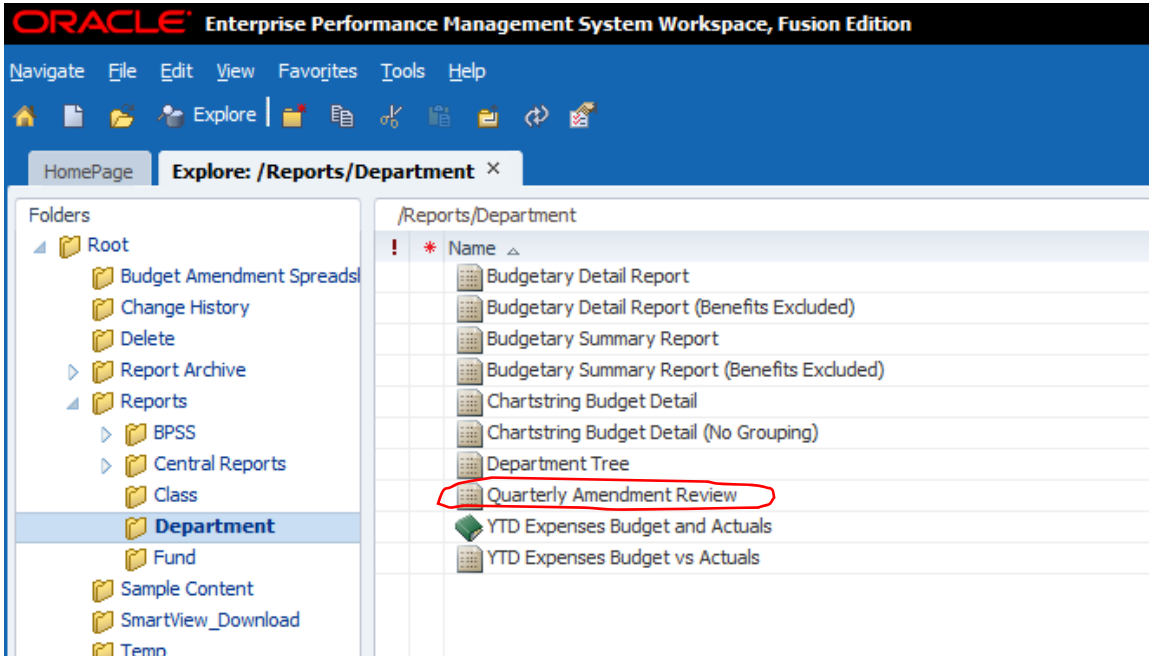 ORACLE Enterprise Performance Management System Workspace, Fusion Edition
Navigate File Edit View Favorites Tools Help
Explore
HomePage Explore: /Reports/Department
Folders
Root
Budget Amendment Spreadsl
Change History
Delete
Report Archive
Reports
BPSS
Central Reports
Class
Department
Fund
Sample Content
SmartView_Download
Temp
/Reports/Department
! * Name
Budgetary Detail Report
Budgetary Detail Report (Benefits Excluded)
Budgetary Summary Report
Budgetary Summary Report (Benefits Excluded)
Chartstring Budget Detail
Chartstring Budget Detail (No Grouping)
Department Tree
Quarterly Amendment Review
YTD Expenses Budget and Actuals
YTD Expenses Budget vs Actuals